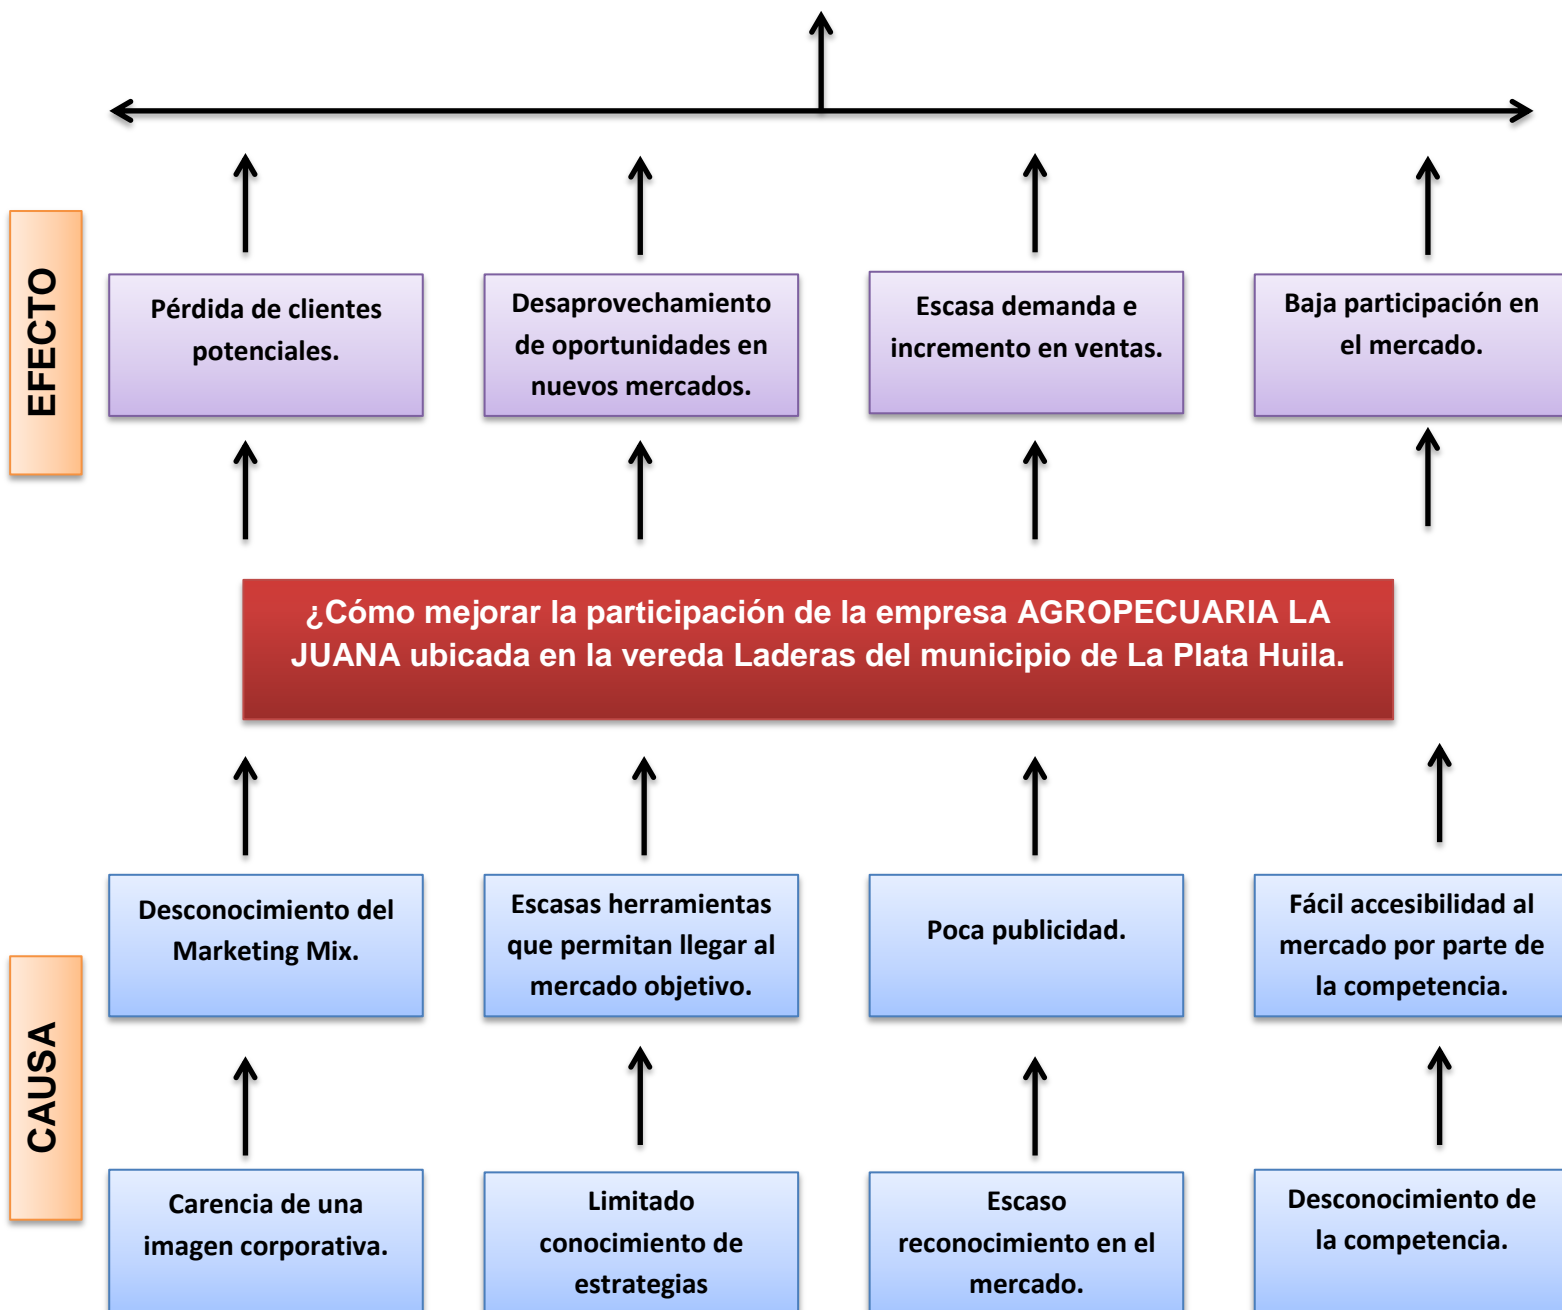 EFECTO
Pérdida de clientes
potenciales.
Desaprovechamiento
de oportunidades en
nuevos mercados.
Escasa demanda e
incremento en ventas.
Baja participación en
el mercado.
¿Cómo mejorar la participación de la empresa AGROPECUARIA LA
JUANA ubicada en la vereda Laderas del municipio de La Plata Huila.
CAUSA
Desconocimiento del
Marketing Mix.
Escasas herramientas
que permitan llegar al
mercado objetivo.
Poca publicidad.
Fácil accesibilidad al
mercado por parte de
la competencia.
Carencia de una
imagen corporativa.
Limitado
conocimiento de
estrategias
Escaso
reconocimiento en el
mercado.
Desconocimiento de
la competencia.